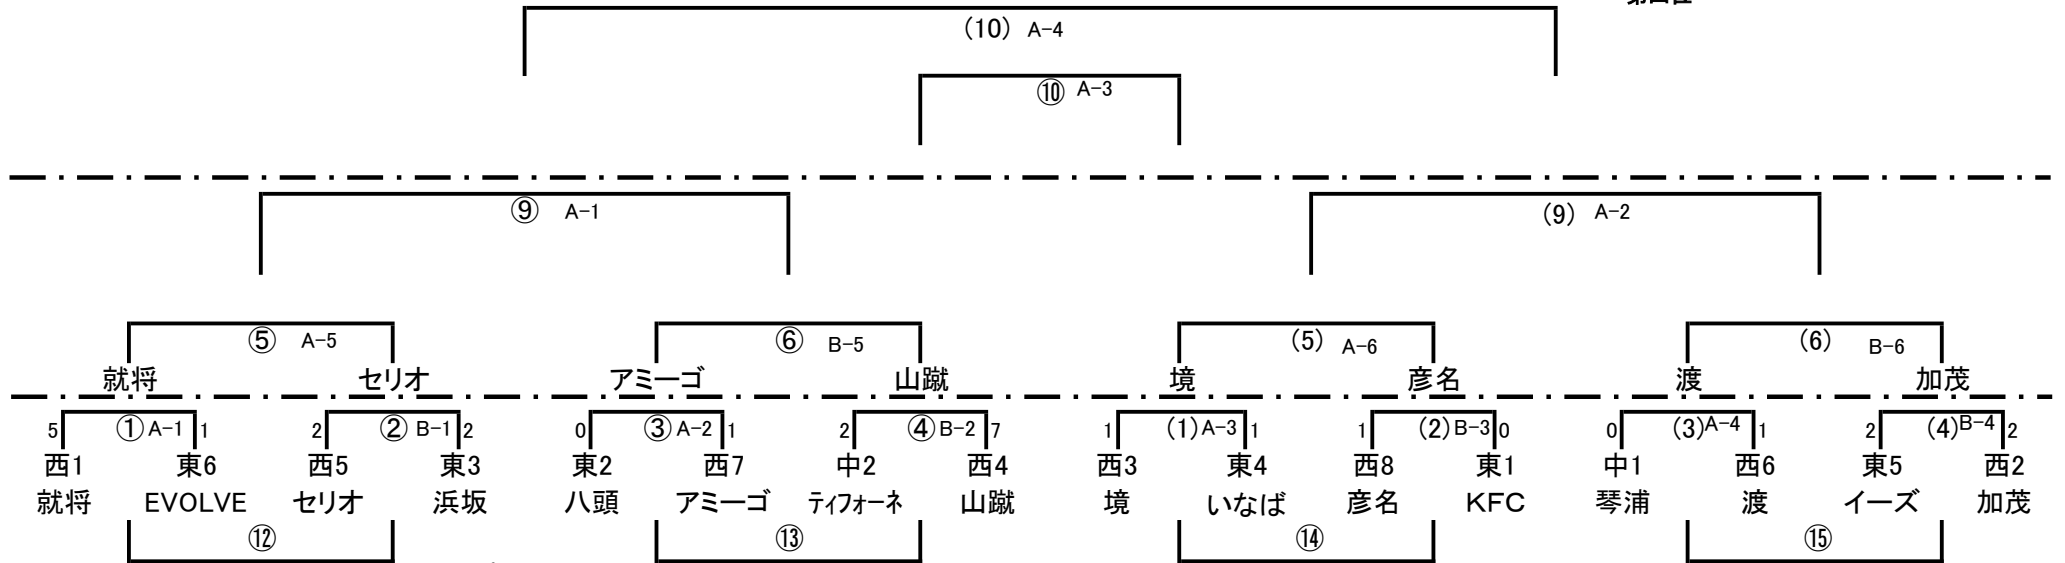 (10) A-4
⑩ A-3
⑨ A-1 (9) A-2
⑤ A-5 ⑥ B-5 (5) A-6 (6) B-6
就将 セリオ アミーゴ 山蹴 境 彦名 渡 加茂
5 ① A-1 1 2 ② B-1 2 0 ③ A-2 1 2 ④ B-2 7 1 (1) A-3 1 1 (2) B-3 0 0 (3) A-4 1 2 (4) B-4 2
西1 東6 西5 東3 東2 西7 中2 西4 西3 東4 西8 東1 中1 西6 東5 西2
就将 EVOLVE セリオ 浜坂 八頭 アミーゴ ティフォーネ 山蹴 境 いなば 彦名 KFC 琴浦 渡 イーズ 加茂
⑫ ⑬ ⑭ ⑮